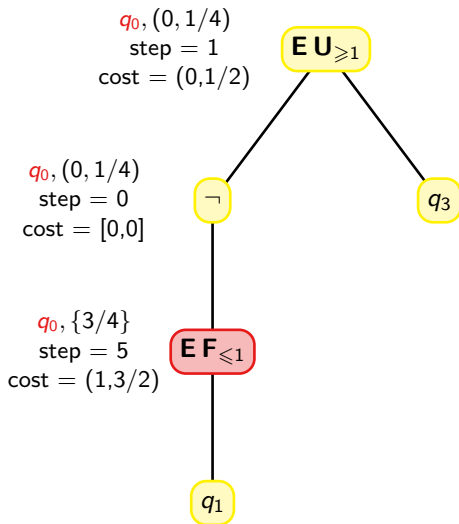 q₀, (0, 1/4)
step = 1
cost = (0,1/2)
E U⩾1
q₀, (0, 1/4)
step = 0
cost = [0,0]
¬
q₃
q₀, {3/4}
step = 5
cost = (1,3/2)
E F⩽1
q₁